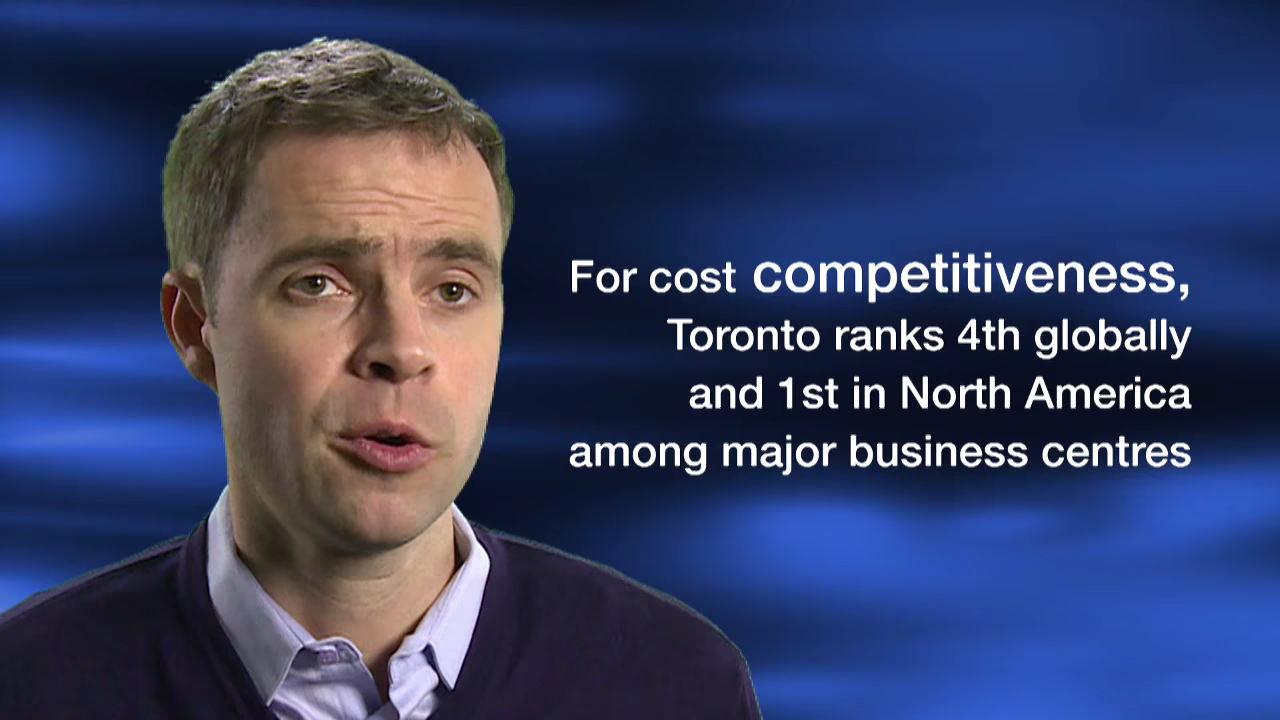 For cost competitiveness,
Toronto ranks 4th globally
and 1st in North America
among major business centres